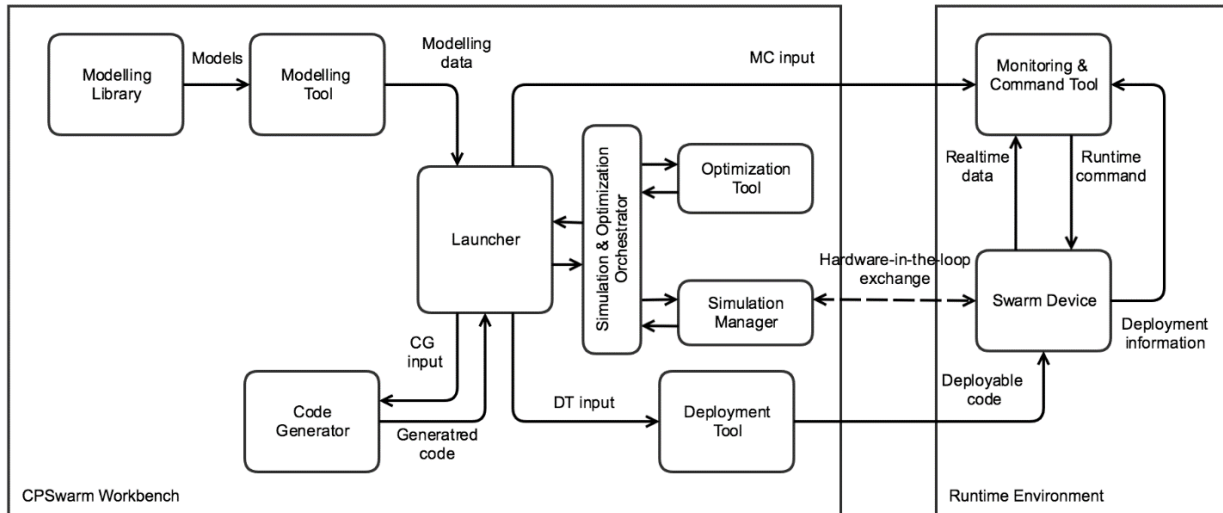 Modelling
Library
Models
Modelling
Tool
Modelling
data
MC input
Monitoring &
Command Tool
Launcher
Simulation & Optimization
Orchestrator
Optimization
Tool
Realtime
data
Runtime
command
Hardware-in-the-loop
exchange
Simulation
Manager
Swarm Device
Deployment
information
CG
input
Code
Generator
Generatred
code
DT input
Deployment
Tool
Deployable
code
CPSwarm Workbench
Runtime Environment